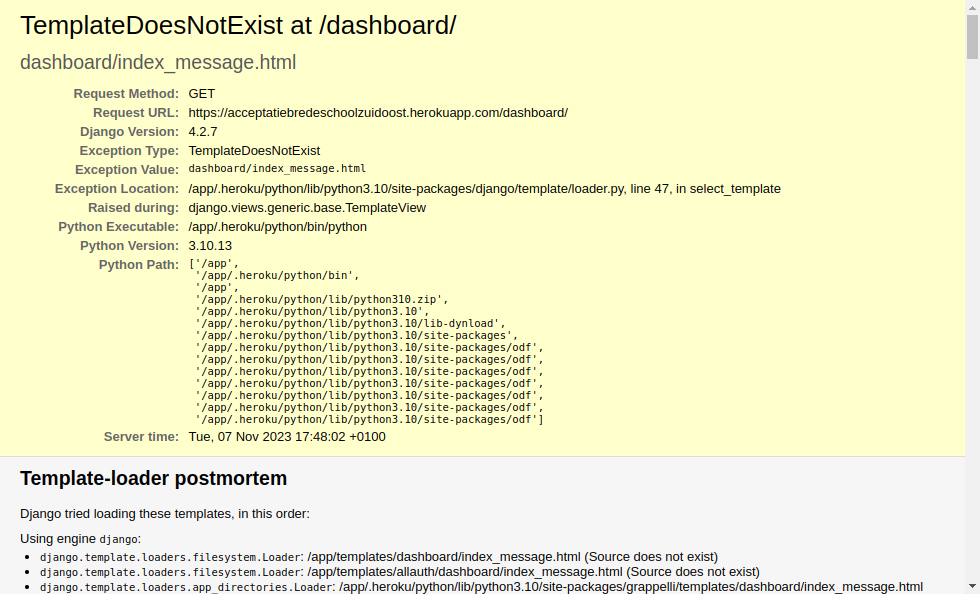 TemplateDoesNotExist at /dashboard/
dashboard/index_message.html
Request Method: GET
Request URL: https://acceptatiebredeschoolzuidoost.herokuapp.com/dashboard/
Django Version: 4.2.7
Exception Type: TemplateDoesNotExist
Exception Value: dashboard/index_message.html
Exception Location: /app/.heroku/python/lib/python3.10/site-packages/django/template/loader.py, line 47, in select_template
Raised during: django.views.generic.base.TemplateView
Python Executable: /app/.heroku/python/bin/python
Python Version: 3.10.13
Python Path: ['/app',
'/app/.heroku/python/bin',
'/app',
'/app/.heroku/python/lib/python310.zip',
'/app/.heroku/python/lib/python3.10',
'/app/.heroku/python/lib/python3.10/lib-dynload',
'/app/.heroku/python/lib/python3.10/site-packages',
'/app/.heroku/python/lib/python3.10/site-packages/odf',
'/app/.heroku/python/lib/python3.10/site-packages/odf',
'/app/.heroku/python/lib/python3.10/site-packages/odf',
'/app/.heroku/python/lib/python3.10/site-packages/odf',
'/app/.heroku/python/lib/python3.10/site-packages/odf',
'/app/.heroku/python/lib/python3.10/site-packages/odf',
'/app/.heroku/python/lib/python3.10/site-packages/odf']
Server time: Tue, 07 Nov 2023 17:48:02 +0100
Template-loader postmortem
Django tried loading these templates, in this order:
Using engine django:
• django.template.loaders.filesystem.Loader: /app/templates/dashboard/index_message.html (Source does not exist)
• django.template.loaders.filesystem.Loader: /app/templates/allauth/dashboard/index_message.html (Source does not exist)
• django.template.loaders.app_directories.Loader: /app/.heroku/python/lib/python3.10/site-packages/grappelli/templates/dashboard/index_message.html